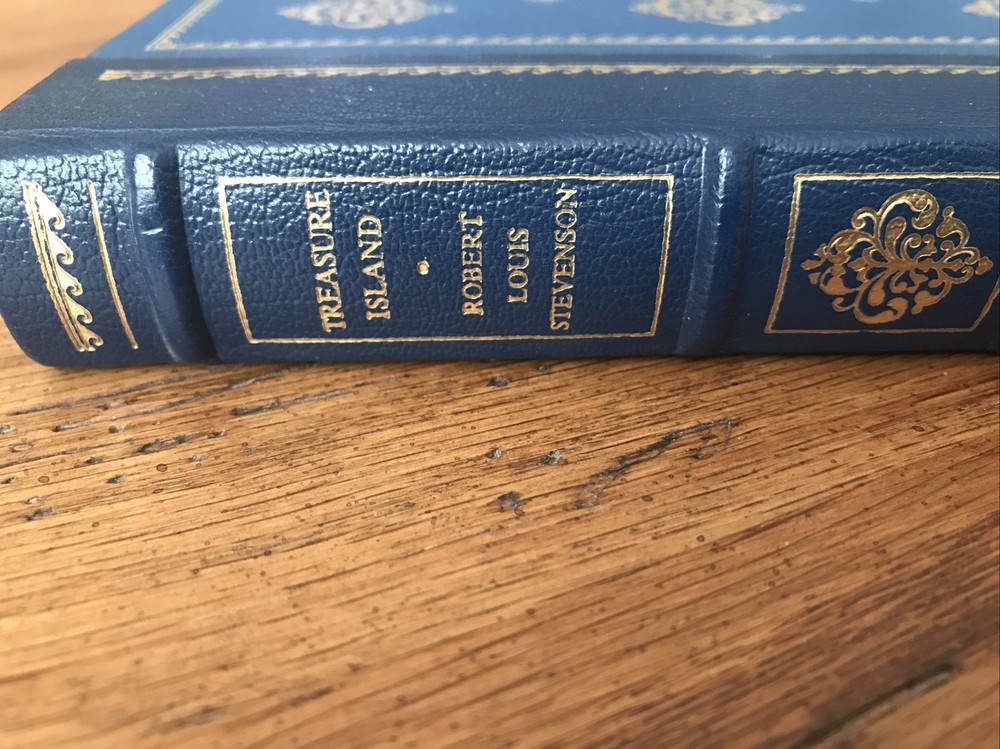 TREASURE
ISLAND
ROBERT
LOUIS
STEVENSON